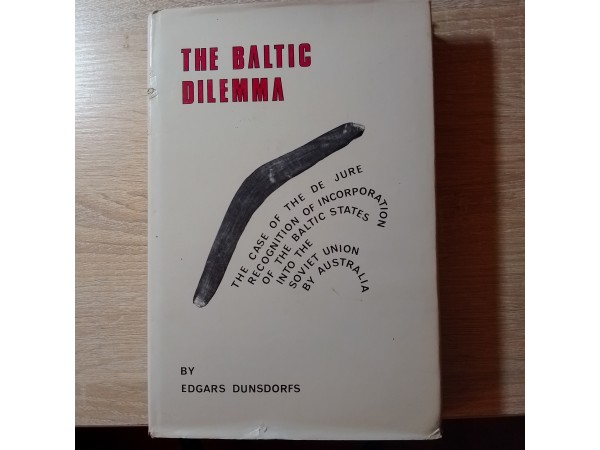 THE BALTIC
DILEMMA
THE CASE OF THE DE JURE
RECOGNITION OF INCORPORATION
OF THE BALTIC STATES
INTO THE
SOVIET UNION
BY AUSTRALIA
BY
EDGARS DUNSDORFS